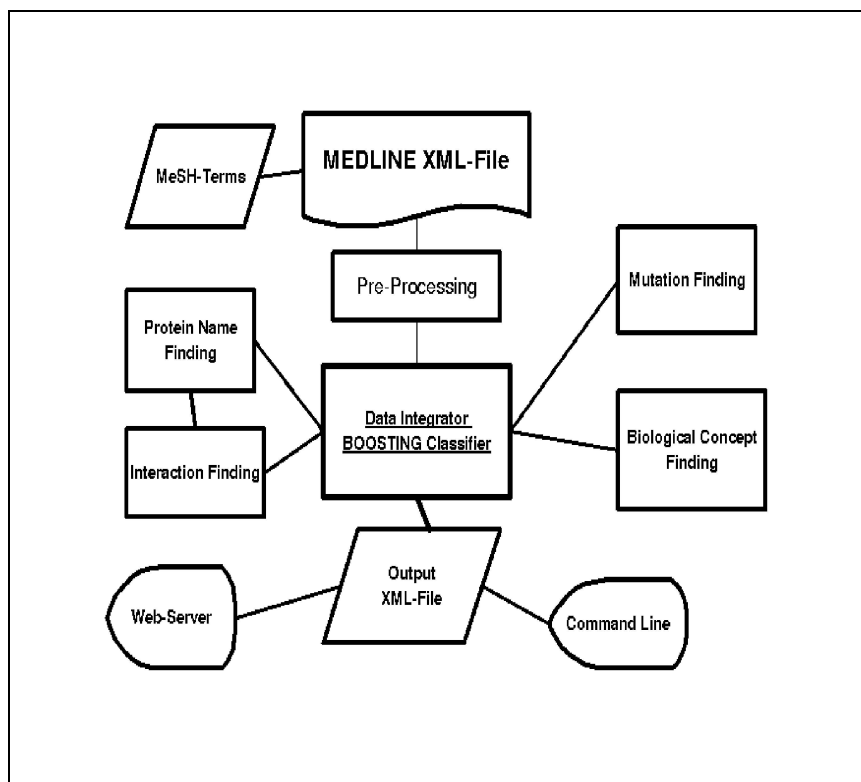 MEDLINE XML-File
MeSH-Terms
Pre-Processing
Mutation Finding
Protein Name
Finding
Data Integrator
BOOSTING Classifier
Biological Concept
Finding
Interaction Finding
Output
XML-File
Web-Server
Command Line